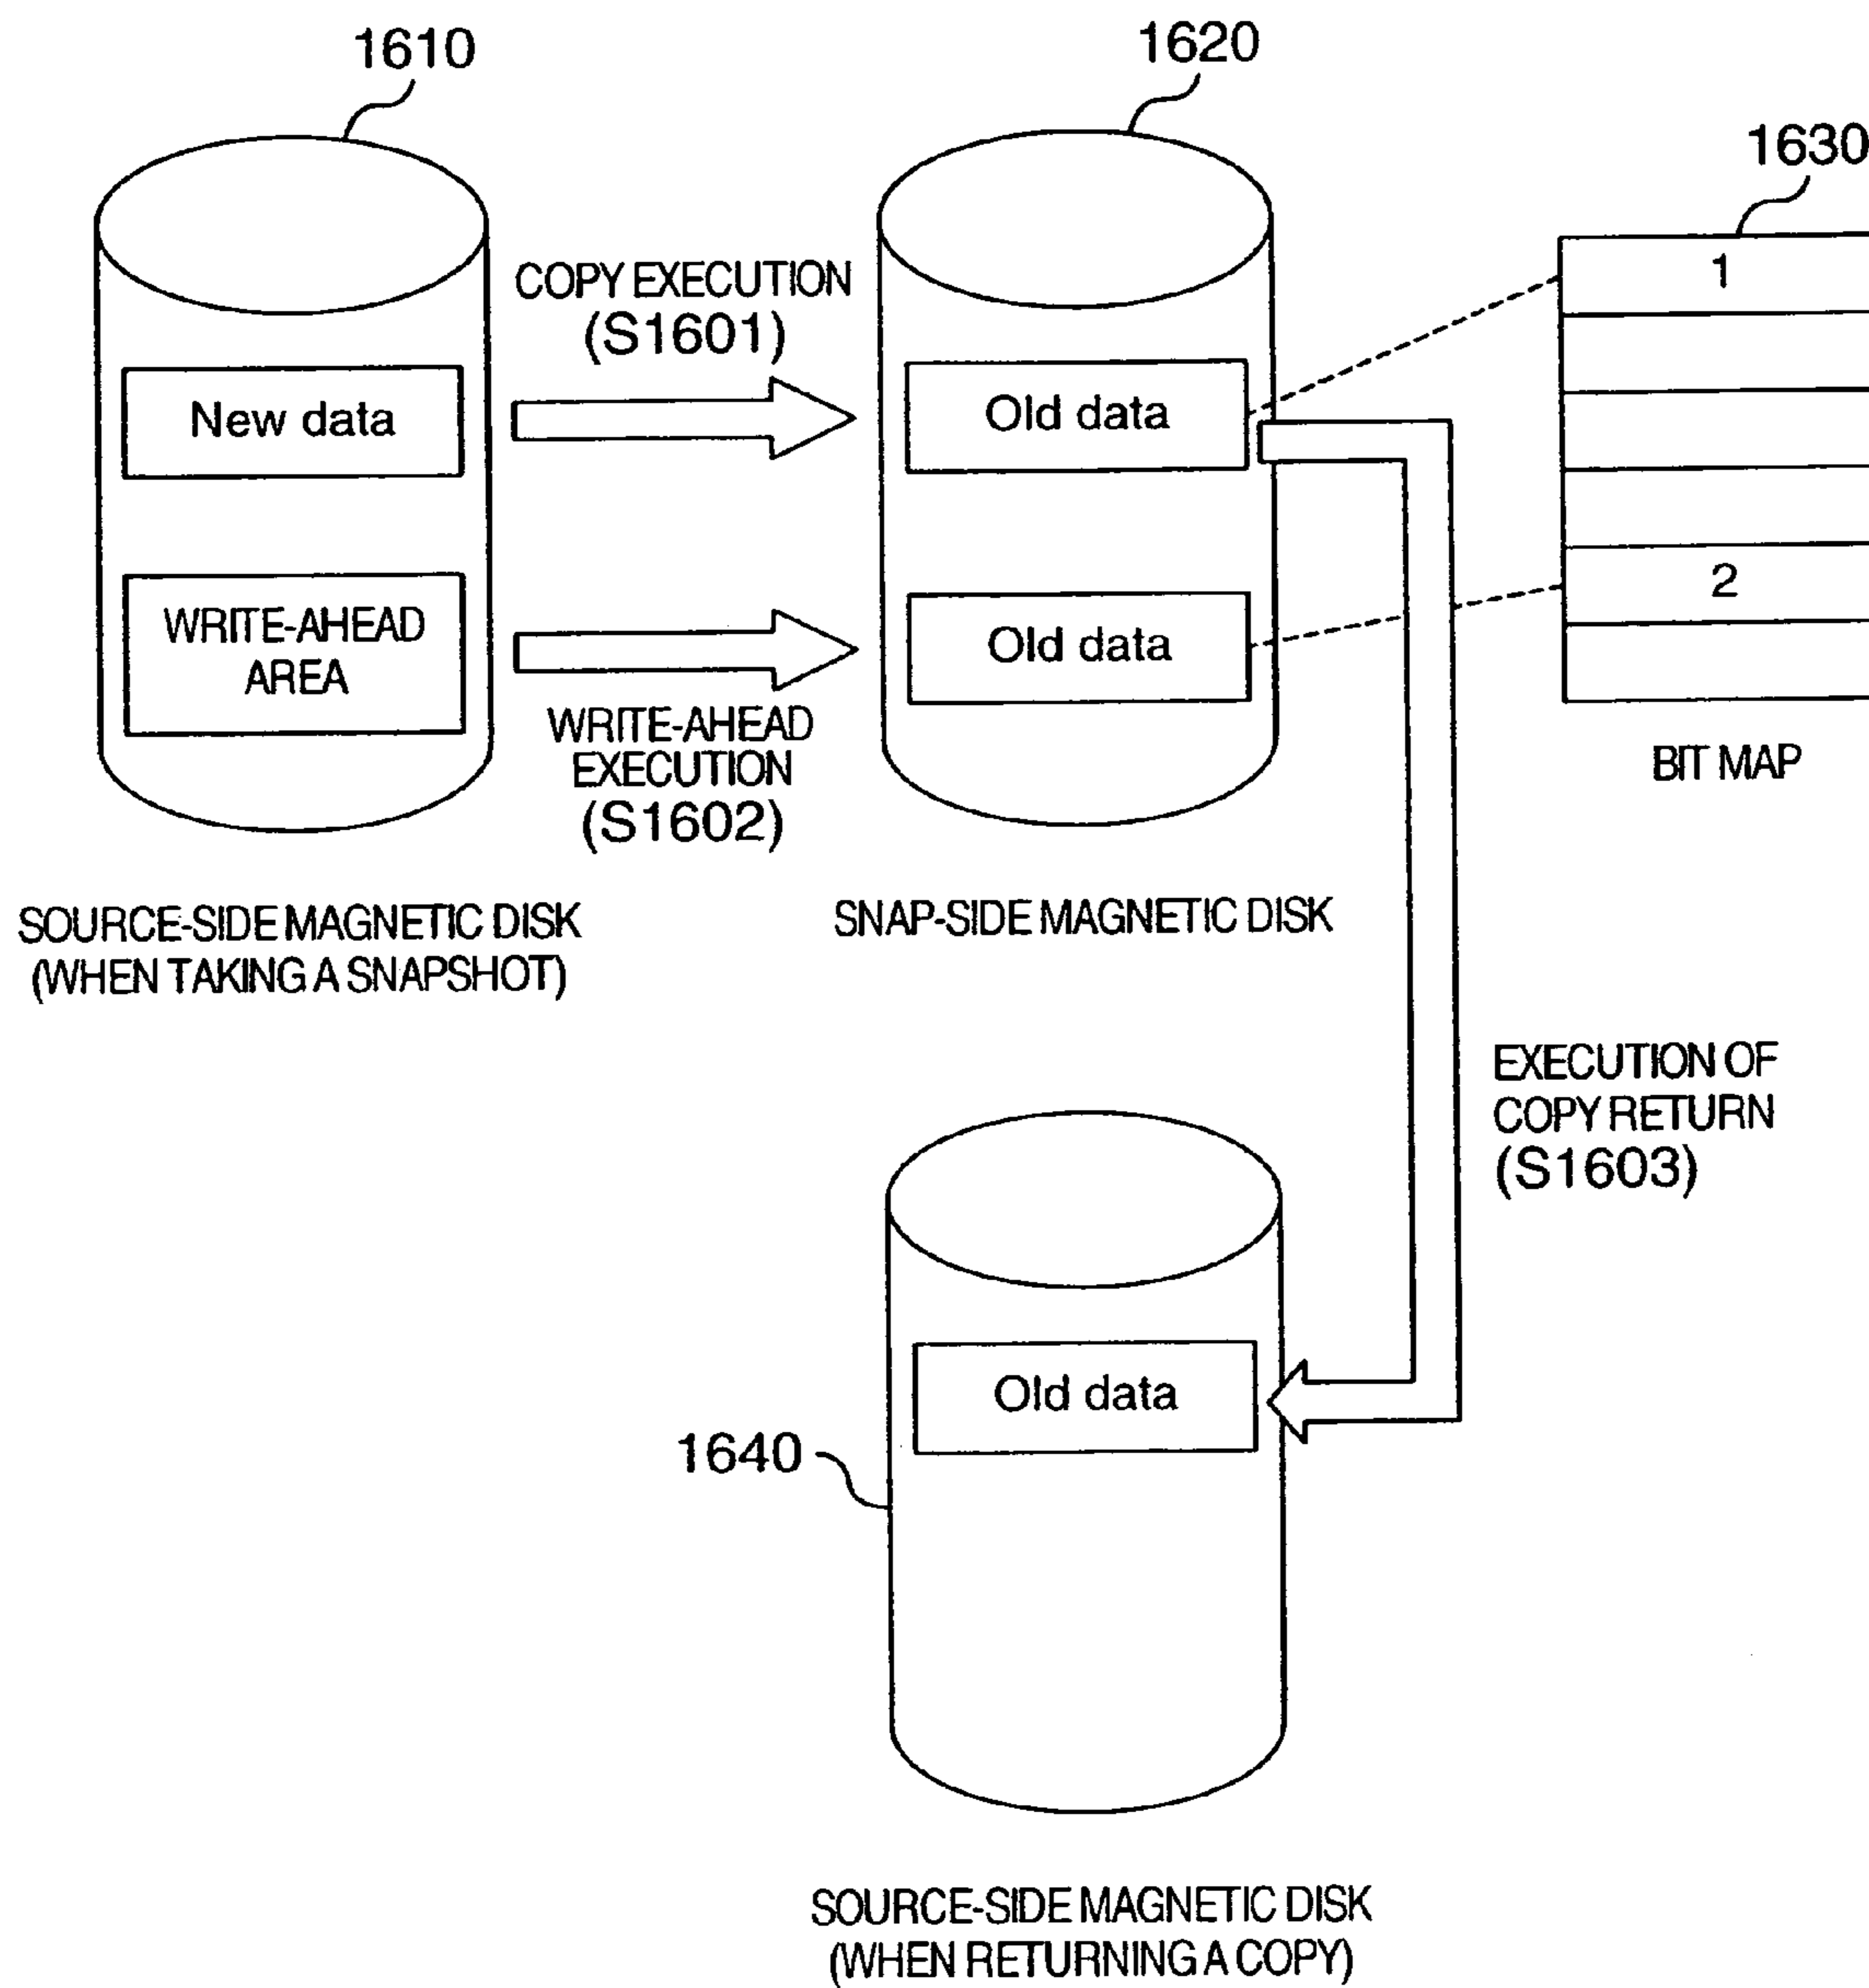 1610
1620
1630
COPY EXECUTION
(S1601)
1
New data
Old data
2
WRITE-AHEAD
AREA
Old data
WRITE-AHEAD
EXECUTION
(S1602)
BIT MAP
SOURCE-SIDE MAGNETIC DISK
(WHEN TAKING A SNAPSHOT)
SNAP-SIDE MAGNETIC DISK
EXECUTION OF
COPY RETURN
(S1603)
Old data
1640
SOURCE-SIDE MAGNETIC DISK
(WHEN RETURNING A COPY)